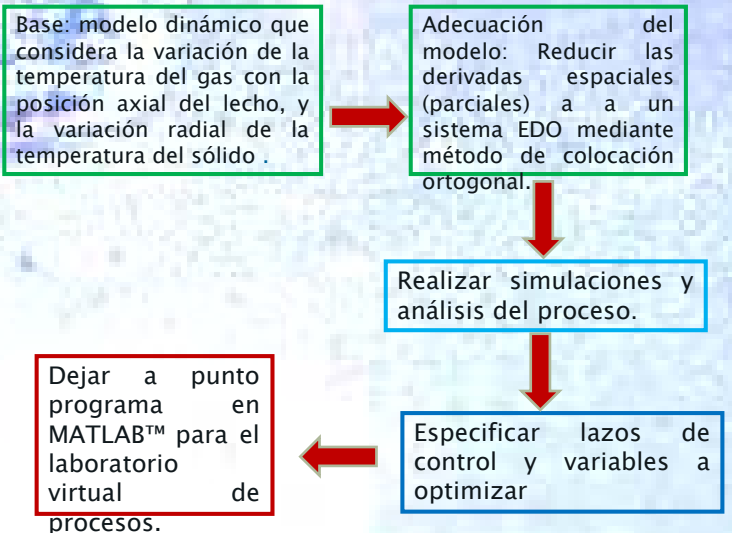 Base: modelo dinámico que
considera la variación de la
temperatura del gas con la
posición axial del lecho, y
la variación radial de la
temperatura del sólido .
Adecuación del
modelo: Reducir las
derivadas espaciales
(parciales) a a un
sistema EDO mediante
método de colocación
ortogonal.
Realizar simulaciones y
análisis del proceso.
Especificar lazos de
control y variables a
optimizar
Dejar a punto
programa en
MATLAB™ para el
laboratorio
virtual de
procesos.